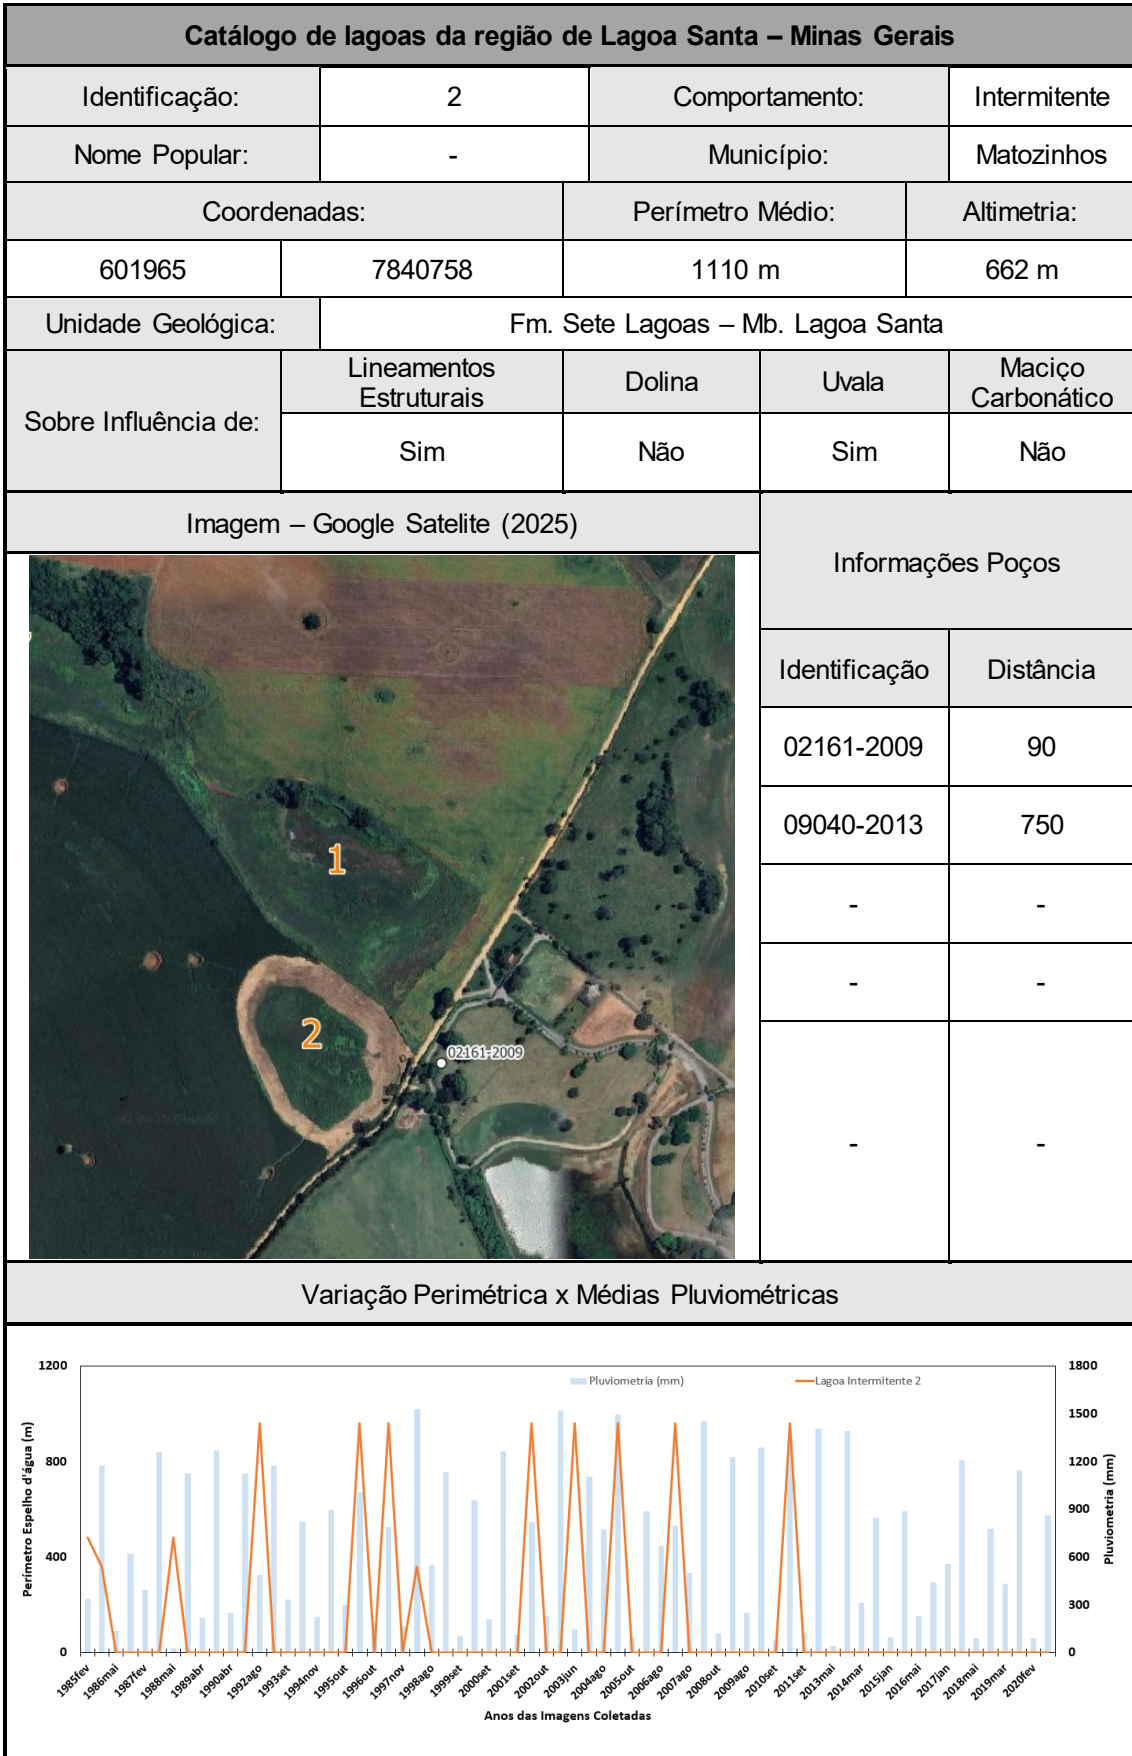 Catálogo de lagoas da região de Lagoa Santa – Minas Gerais
Identificação: 2 Comportamento: Intermitente
Nome Popular: - Município: Matozinhos
Coordenadas: Perímetro Médio: Altimetria:
601965 7840758 1110 m 662 m
Unidade Geológica: Fm. Sete Lagoas – Mb. Lagoa Santa
Sobre Influência de:
Lineamentos Estruturais Dolina Uvala Maciço Carbonático
Sim Não Sim Não
Imagem – Google Satelite (2025)
Informações Poços
Identificação Distância
02161-2009 90
09040-2013 750
- -
- -
- -
1
2
02161-2009
Variação Perimétrica x Médias Pluviométricas
Pluviometria (mm) Lagoa Intermitente 2
Perímetro Espelho d'água (m)
1200
800
400
0
1800
1500
1200
900
600
300
0
Pluviometria (mm)
1985fev 1986mai 1987fev 1988mai 1989abr 1990abr 1992ago 1993set 1994nov 1995out 1996out 1997nov 1998ago 1999set 2000set 2001set 2002out 2003jun 2004ago 2005out 2006ago 2007ago 2008out 2009ago 2010set 2011set 2013mai 2014mar 2015jan 2016mai 2017jan 2018mai 2019mar 2020fev
Anos das Imagens Coletadas